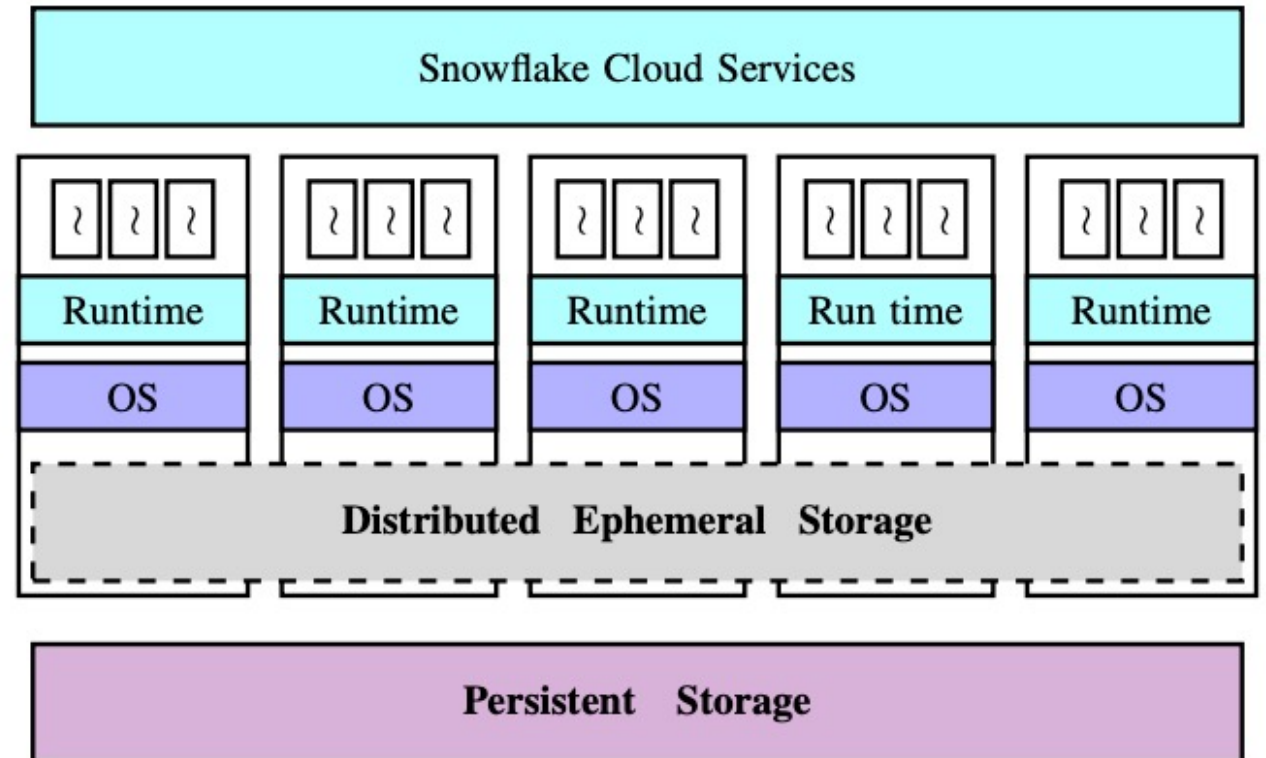 Snowflake Cloud Services
~ ~ ~ ~ ~ ~ ~ ~ ~ ~ ~ ~ ~ ~ ~
Runtime Runtime Runtime Run time Runtime
OS OS OS OS OS
Distributed Ephemeral Storage
Persistent Storage